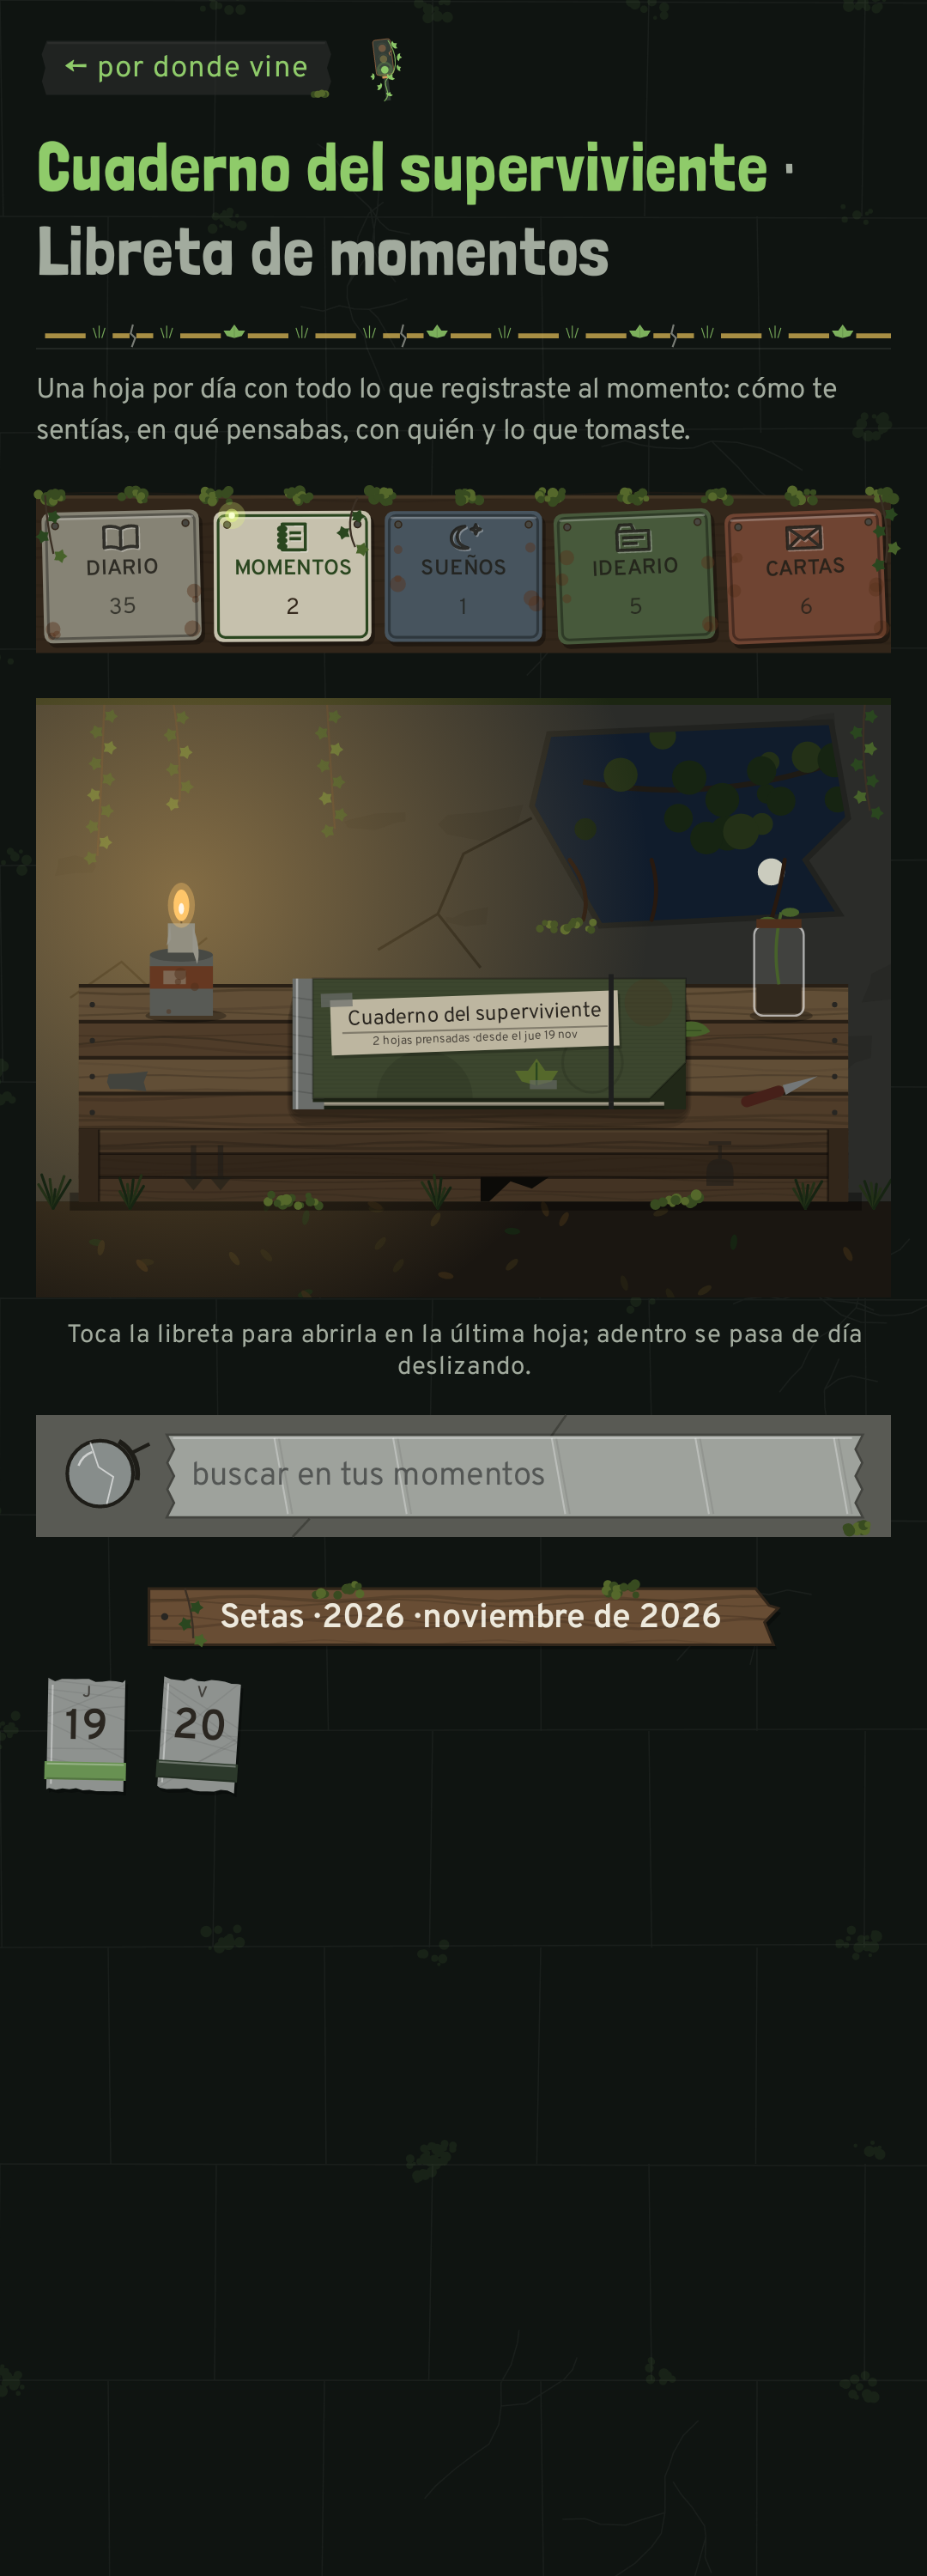 ← por donde vine
Cuaderno del superviviente ·
Libreta de momentos
Una hoja por día con todo lo que registraste al momento: cómo te
sentías, en qué pensabas, con quién y lo que tomaste.
DIARIO
35
MOMENTOS
2
SUEÑOS
1
IDEARIO
5
CARTAS
6
Cuaderno del superviviente
2 hojas prensadas · desde el jue 19 nov
Toca la libreta para abrirla en la última hoja; adentro se pasa de día
deslizando.
buscar en tus momentos
Setas · 2026 · noviembre de 2026
J
19
V
20